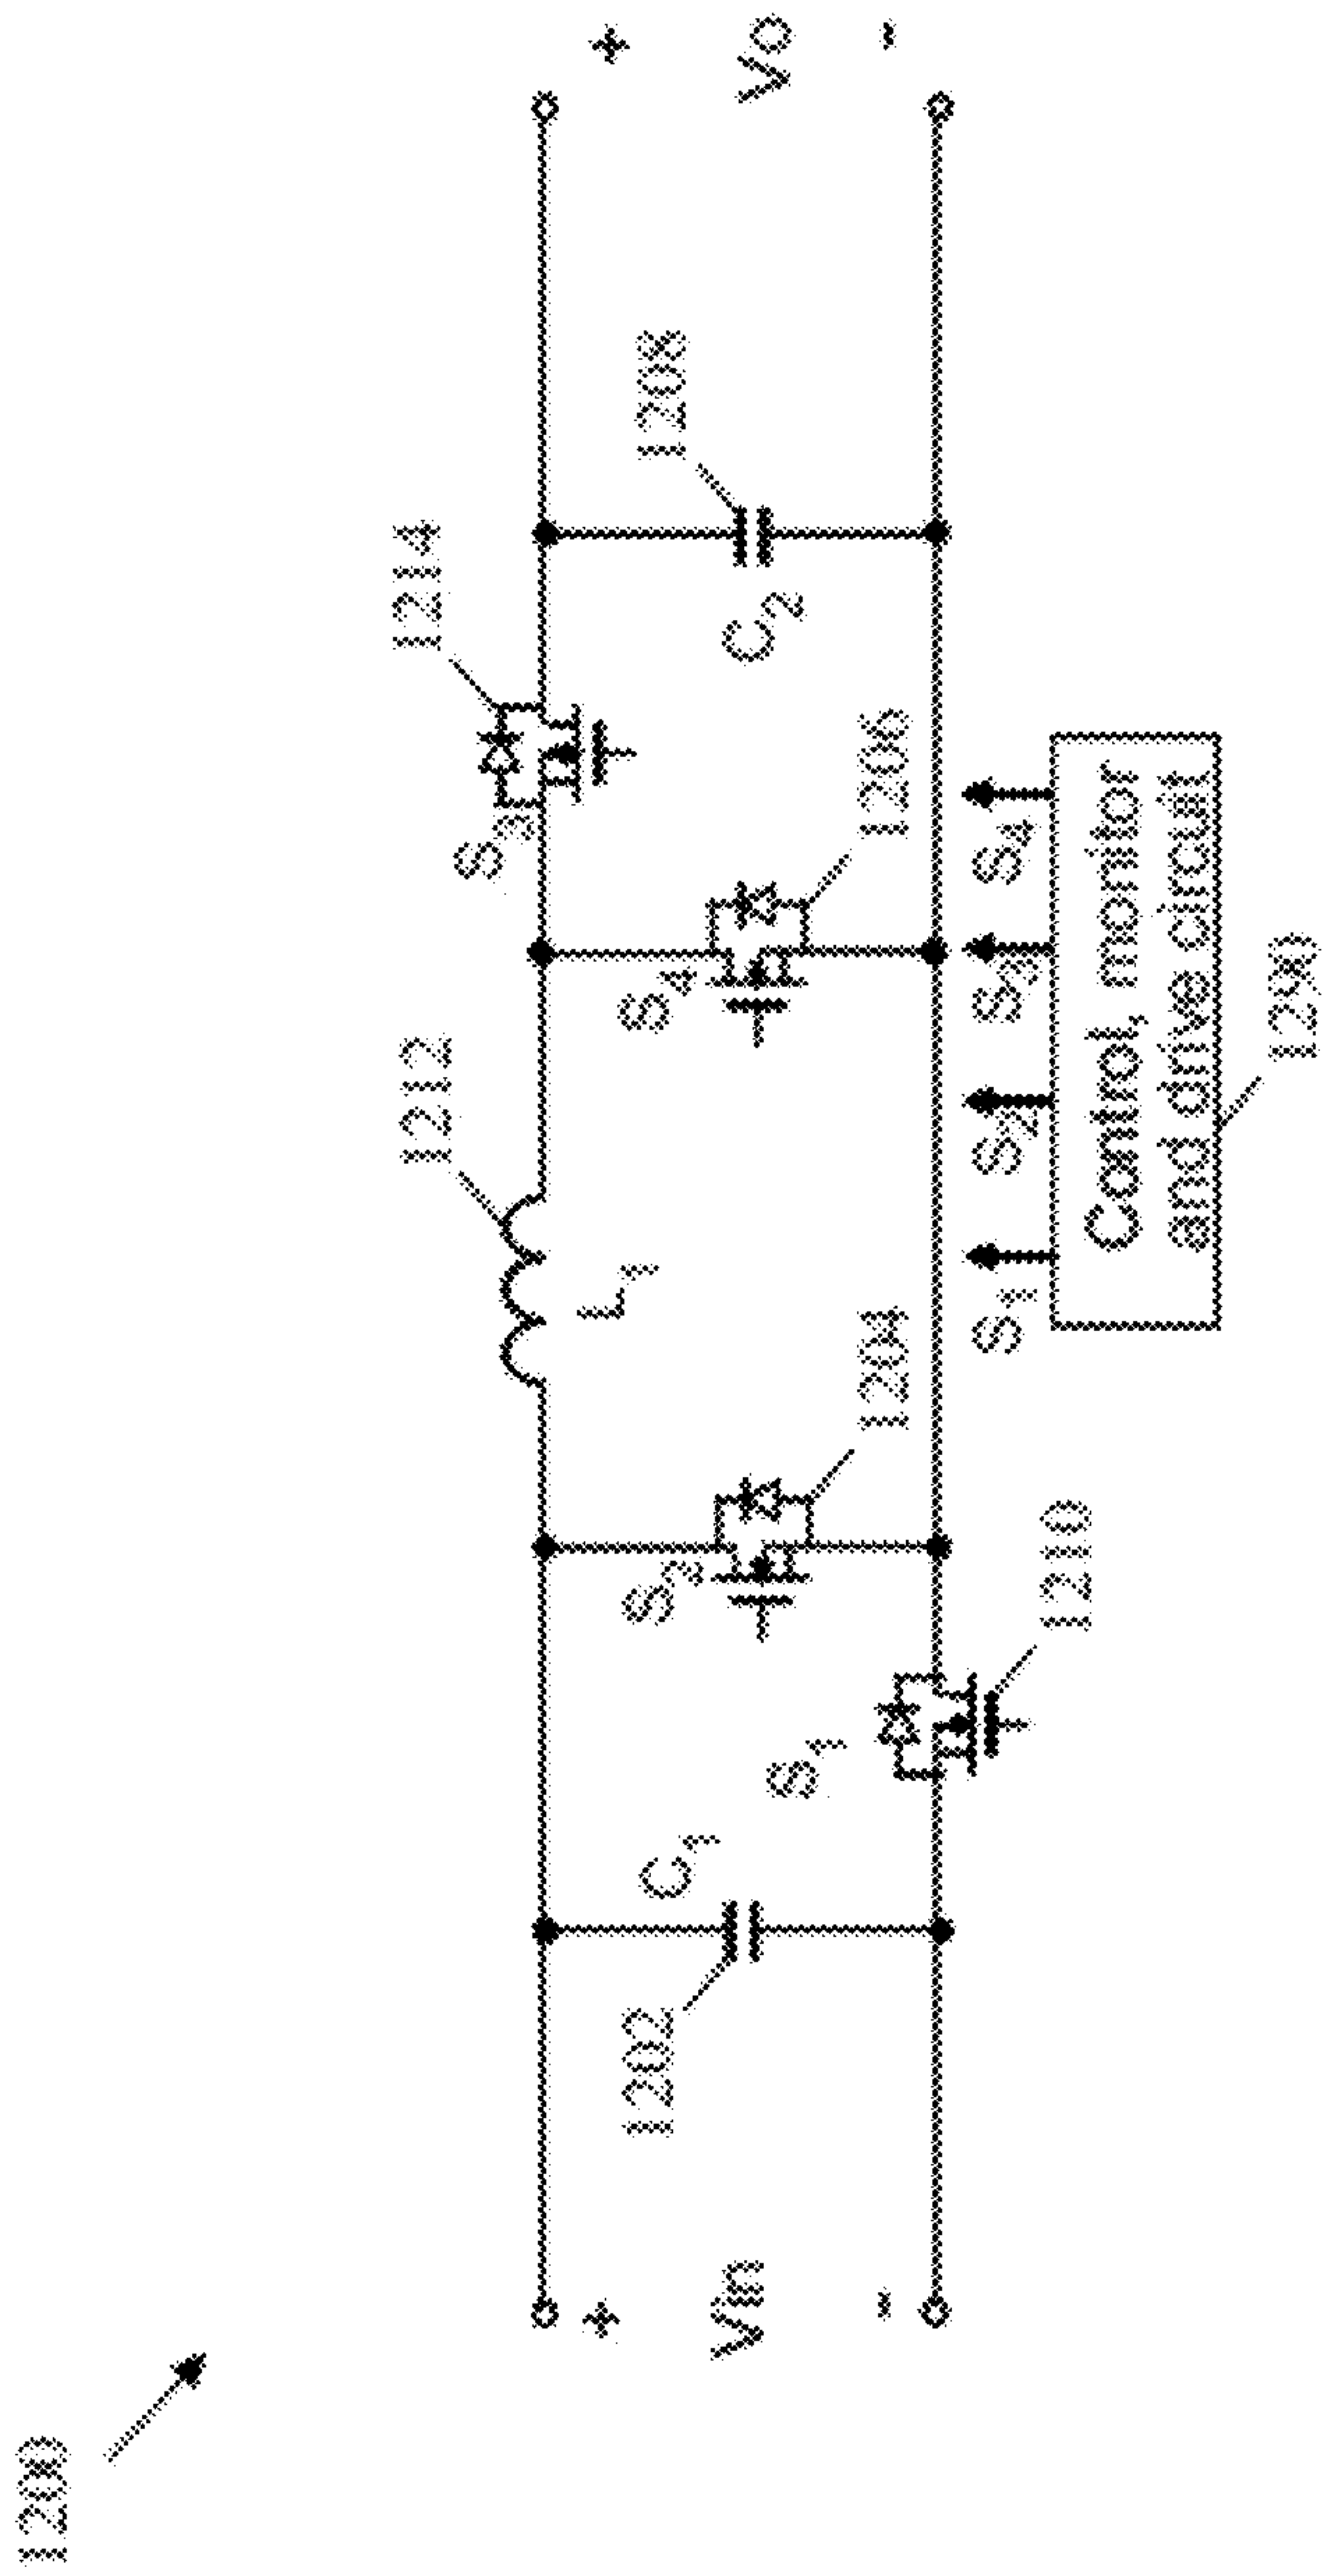 1200
1214
1212
S3
+
+
L1
1208
1202
C1
S2
S4
Vin
C2
Vo
S1
1204
1206
-
-
S1
S2
S3
S4
1210
Control, monitor
and drive circuit
1290